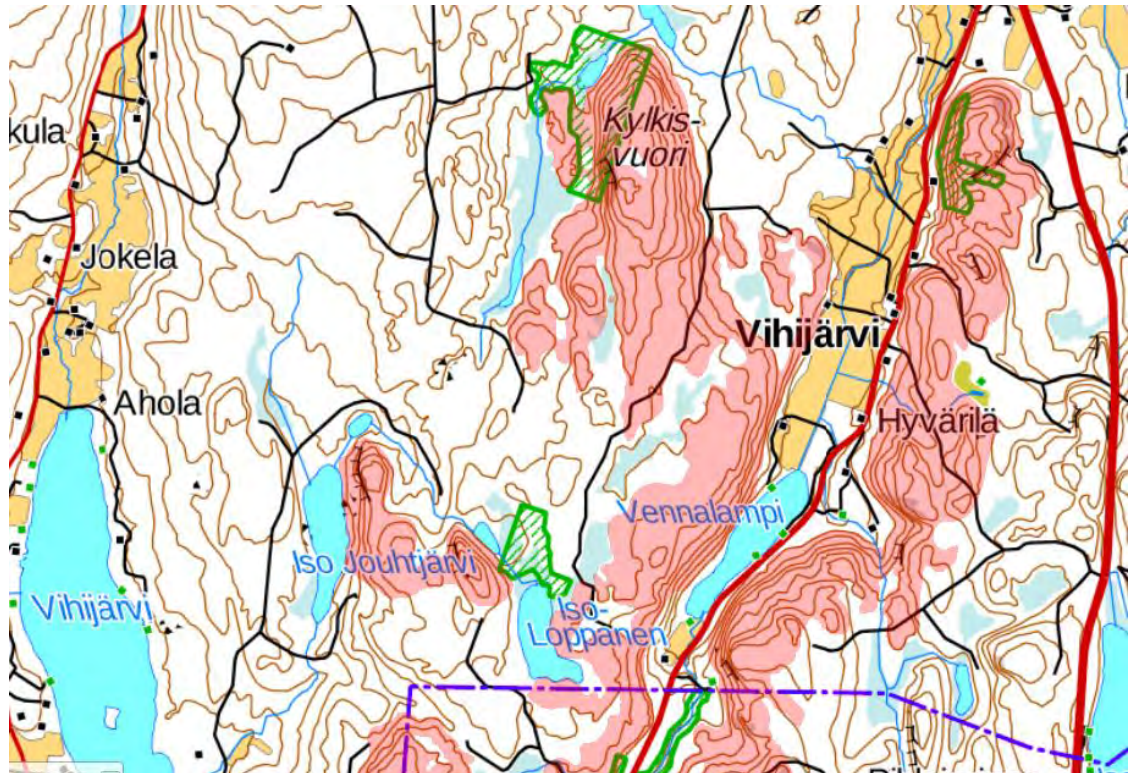 Kylkis-
vuori
kula
Jokela
Vihijärvi
Ahola
Hyvärilä
Vennalampi
Iso Jouhtjärvi
Vihijärvi
Iso-
Loppanen